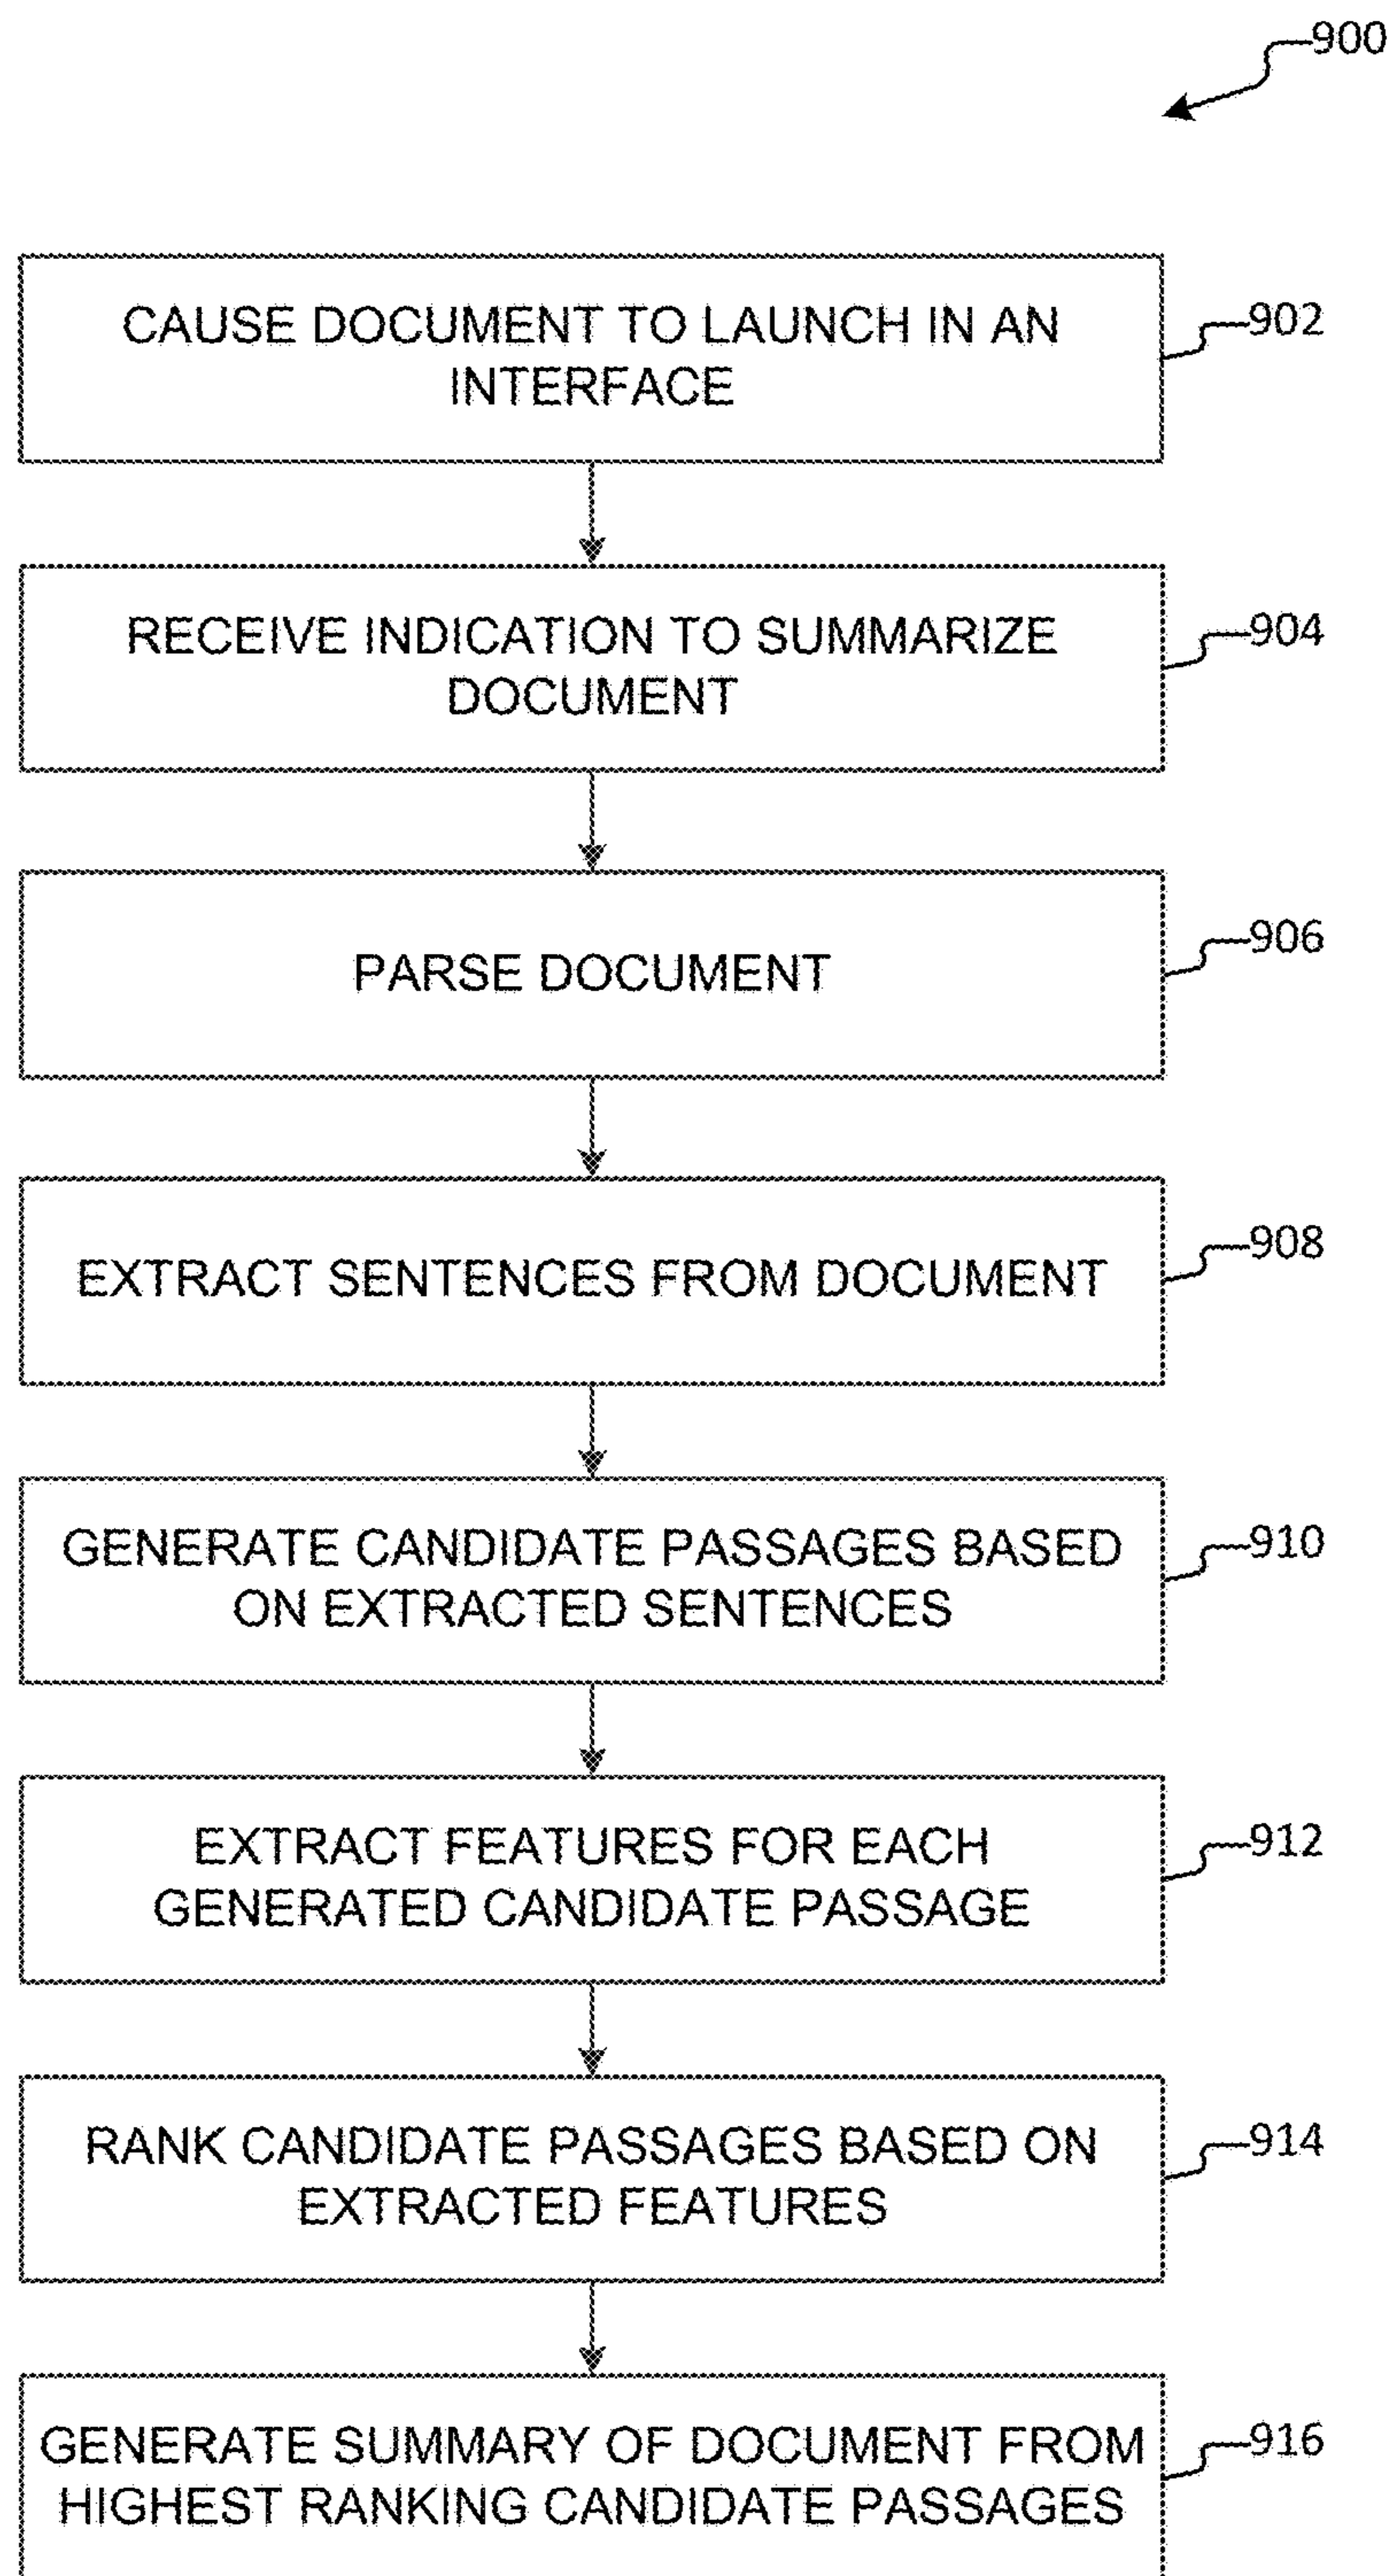 900
CAUSE DOCUMENT TO LAUNCH IN AN
INTERFACE
902
RECEIVE INDICATION TO SUMMARIZE
DOCUMENT
904
PARSE DOCUMENT
906
EXTRACT SENTENCES FROM DOCUMENT
908
GENERATE CANDIDATE PASSAGES BASED
ON EXTRACTED SENTENCES
910
EXTRACT FEATURES FOR EACH
GENERATED CANDIDATE PASSAGE
912
RANK CANDIDATE PASSAGES BASED ON
EXTRACTED FEATURES
914
GENERATE SUMMARY OF DOCUMENT FROM
HIGHEST RANKING CANDIDATE PASSAGES
916